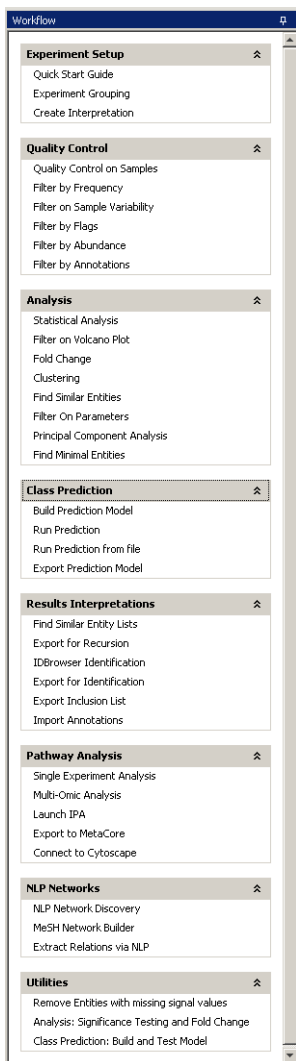 Workflow
Experiment Setup
Quick Start Guide
Experiment Grouping
Create Interpretation
Quality Control
Quality Control on Samples
Filter by Frequency
Filter on Sample Variability
Filter by Flags
Filter by Abundance
Filter by Annotations
Analysis
Statistical Analysis
Filter on Volcano Plot
Fold Change
Clustering
Find Similar Entities
Filter On Parameters
Principal Component Analysis
Find Minimal Entities
Class Prediction
Build Prediction Model
Run Prediction
Run Prediction from file
Export Prediction Model
Results Interpretations
Find Similar Entity Lists
Export for Recursion
IDBrowser Identification
Export for Identification
Export Inclusion List
Import Annotations
Pathway Analysis
Single Experiment Analysis
Multi-Omic Analysis
Launch IPA
Export to MetaCore
Connect to Cytoscape
NLP Networks
NLP Network Discovery
MeSH Network Builder
Extract Relations via NLP
Utilities
Remove Entities with missing signal values
Analysis: Significance Testing and Fold Change
Class Prediction: Build and Test Model